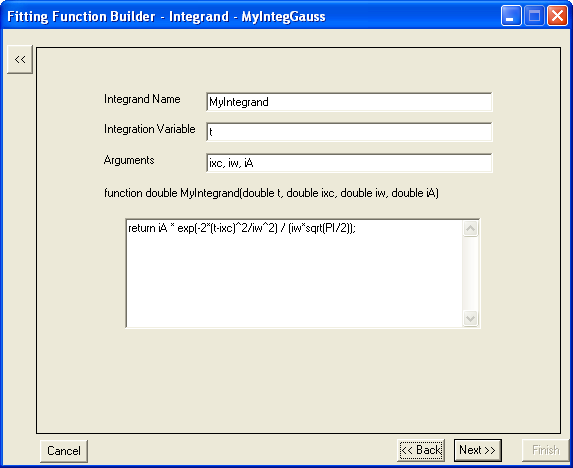 Fitting Function Builder - Integrand - MyIntegGauss
<<
Integrand Name MyIntegrand
Integration Variable t
Arguments ixc, iw, iA
function double MyIntegrand(double t, double ixc, double iw, double iA)
return iA * exp(-2*(t-ixc)^2/iw^2) / (iw*sqrt(PI/2));
Cancel << Back Next >> Finish